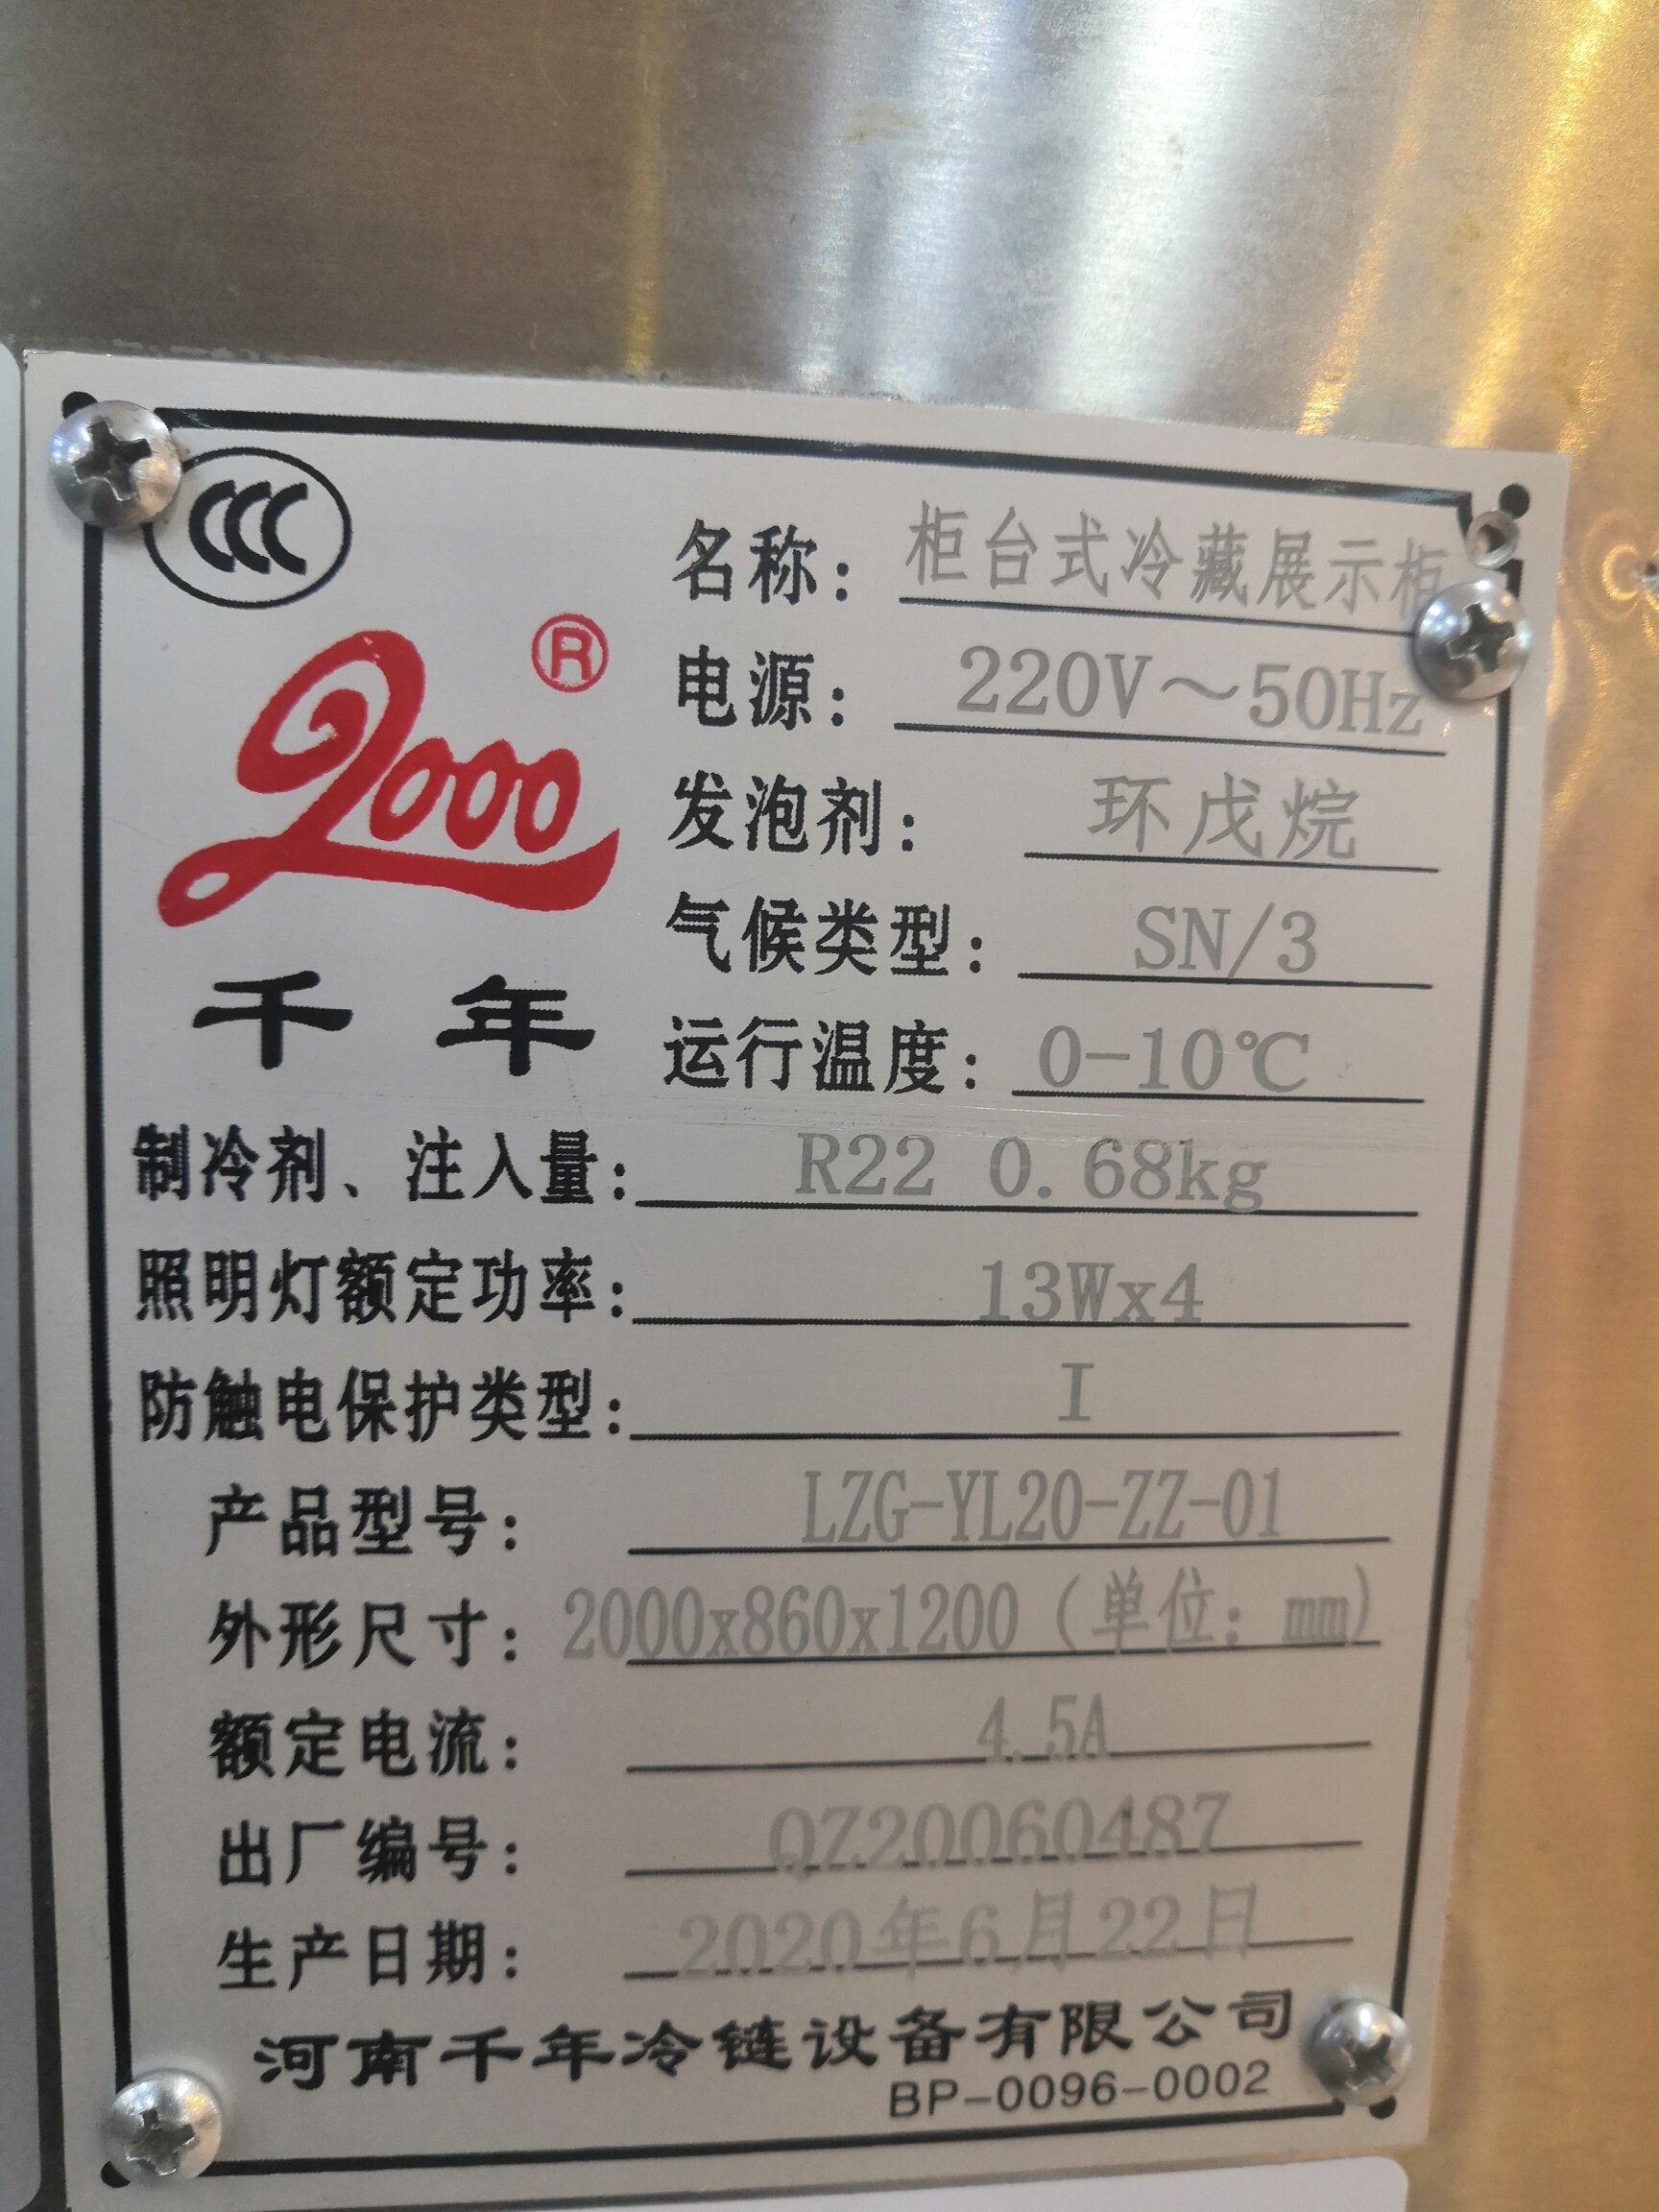 CCC
名称：柜台式冷藏展示柜
2000®
电源：220V～50Hz
发泡剂：环戊烷
气候类型：SN/3
千年
运行温度：0-10℃
制冷剂、注入量：R22 0.68kg
照明灯额定功率：13Wx4
防触电保护类型：I
产品型号：LZG-YL20-ZZ-01
外形尺寸：2000x860x1200（单位：mm）
额定电流：4.5A
出厂编号：QZ20060487
生产日期：2020年6月22日
河南千年冷链设备有限公司
BP-0096-0002